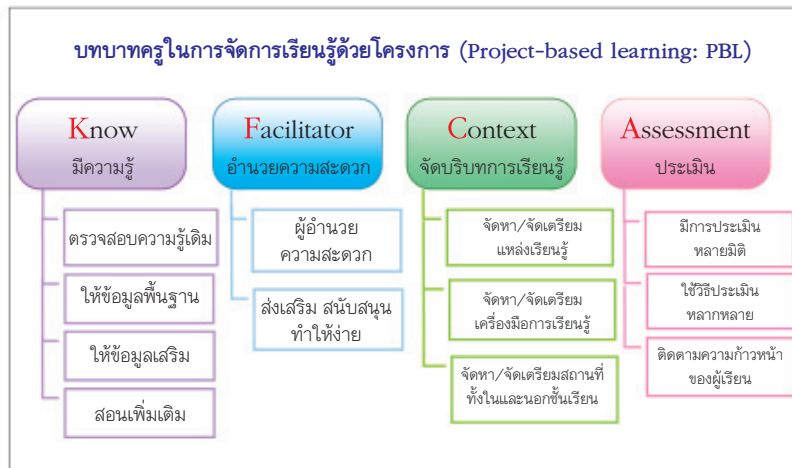 บทบาทครูในการจัดการเรียนรู้ด้วยโครงการ (Project-based learning: PBL)
Know
มีความรู้
ตรวจสอบความรู้เดิม
ให้ข้อมูลพื้นฐาน
ให้ข้อมูลเสริม
สอนเพิ่มเติม
Facilitator
อำนวยความสะดวก
ผู้อำนวย
ความสะดวก
ส่งเสริม สนับสนุน
ทำให้ง่าย
Context
จัดบริบทการเรียนรู้
จัดหา/จัดเตรียม
แหล่งเรียนรู้
จัดหา/จัดเตรียม
เครื่องมือการเรียนรู้
จัดหา/จัดเตรียมสถานที่
ทั้งในและนอกชั้นเรียน
Assessment
ประเมิน
มีการประเมิน
หลายมิติ
ใช้วิธีประเมิน
หลากหลาย
ติดตามความก้าวหน้า
ของผู้เรียน